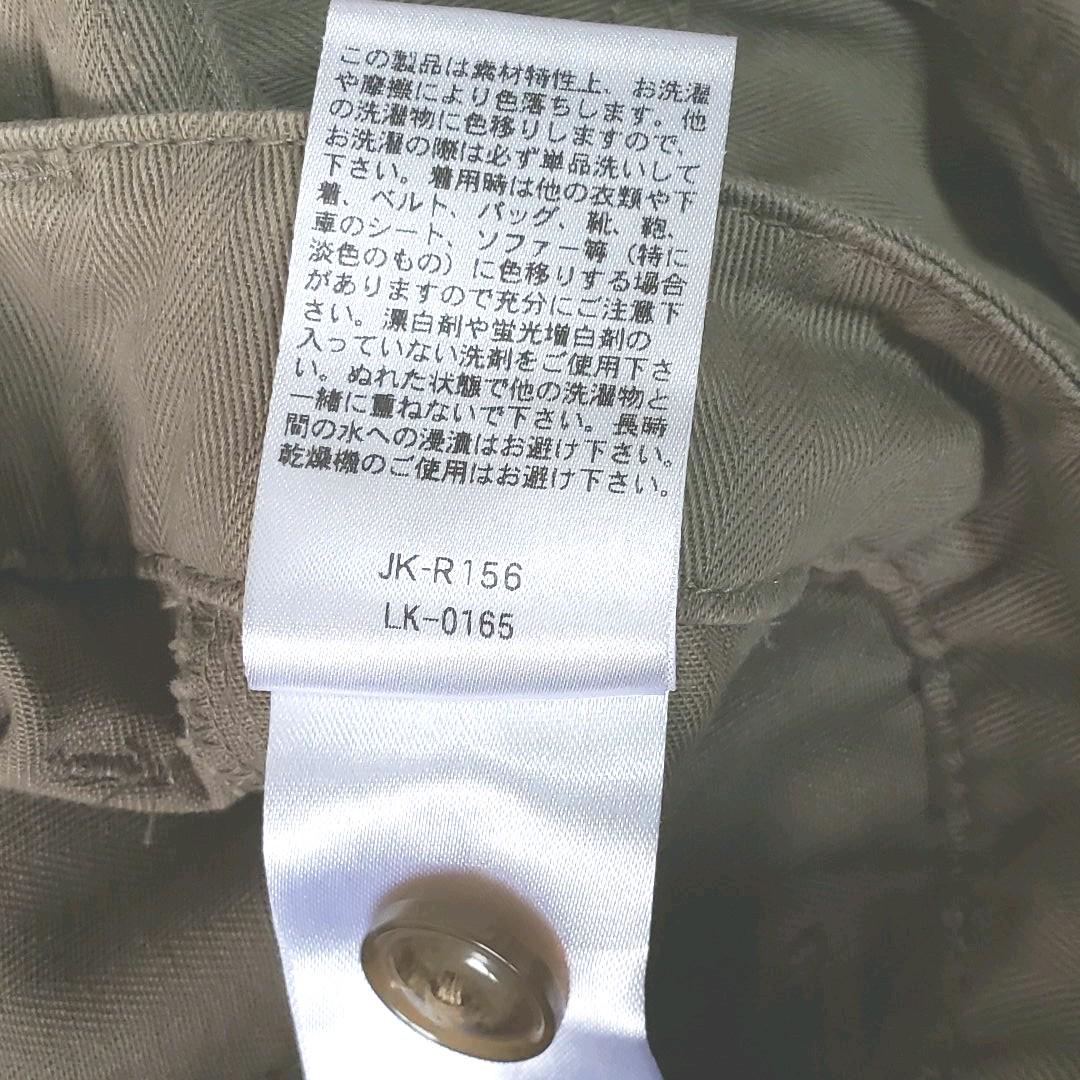 この製品は素材特性上、お洗濯
や摩擦により色落ちします。他
の洗濯物に色移りしますので、
お洗濯の際は必ず単品洗いして
下さい。着用時は他の衣類や下
着、ベルト、バッグ、靴、鞄、
車のシート、ソファー等（特に
淡色のもの）に色移りする場合
がありますので充分にご注意下
さい。漂白剤や蛍光増白剤の
入っていない洗剤をご使用下さ
い。ぬれた状態で他の洗濯物と
一緒に重ねないで下さい。長時
間の水への浸漬はお避け下さい。
乾燥機のご使用はお避け下さい。
JK-R156
LK-0165